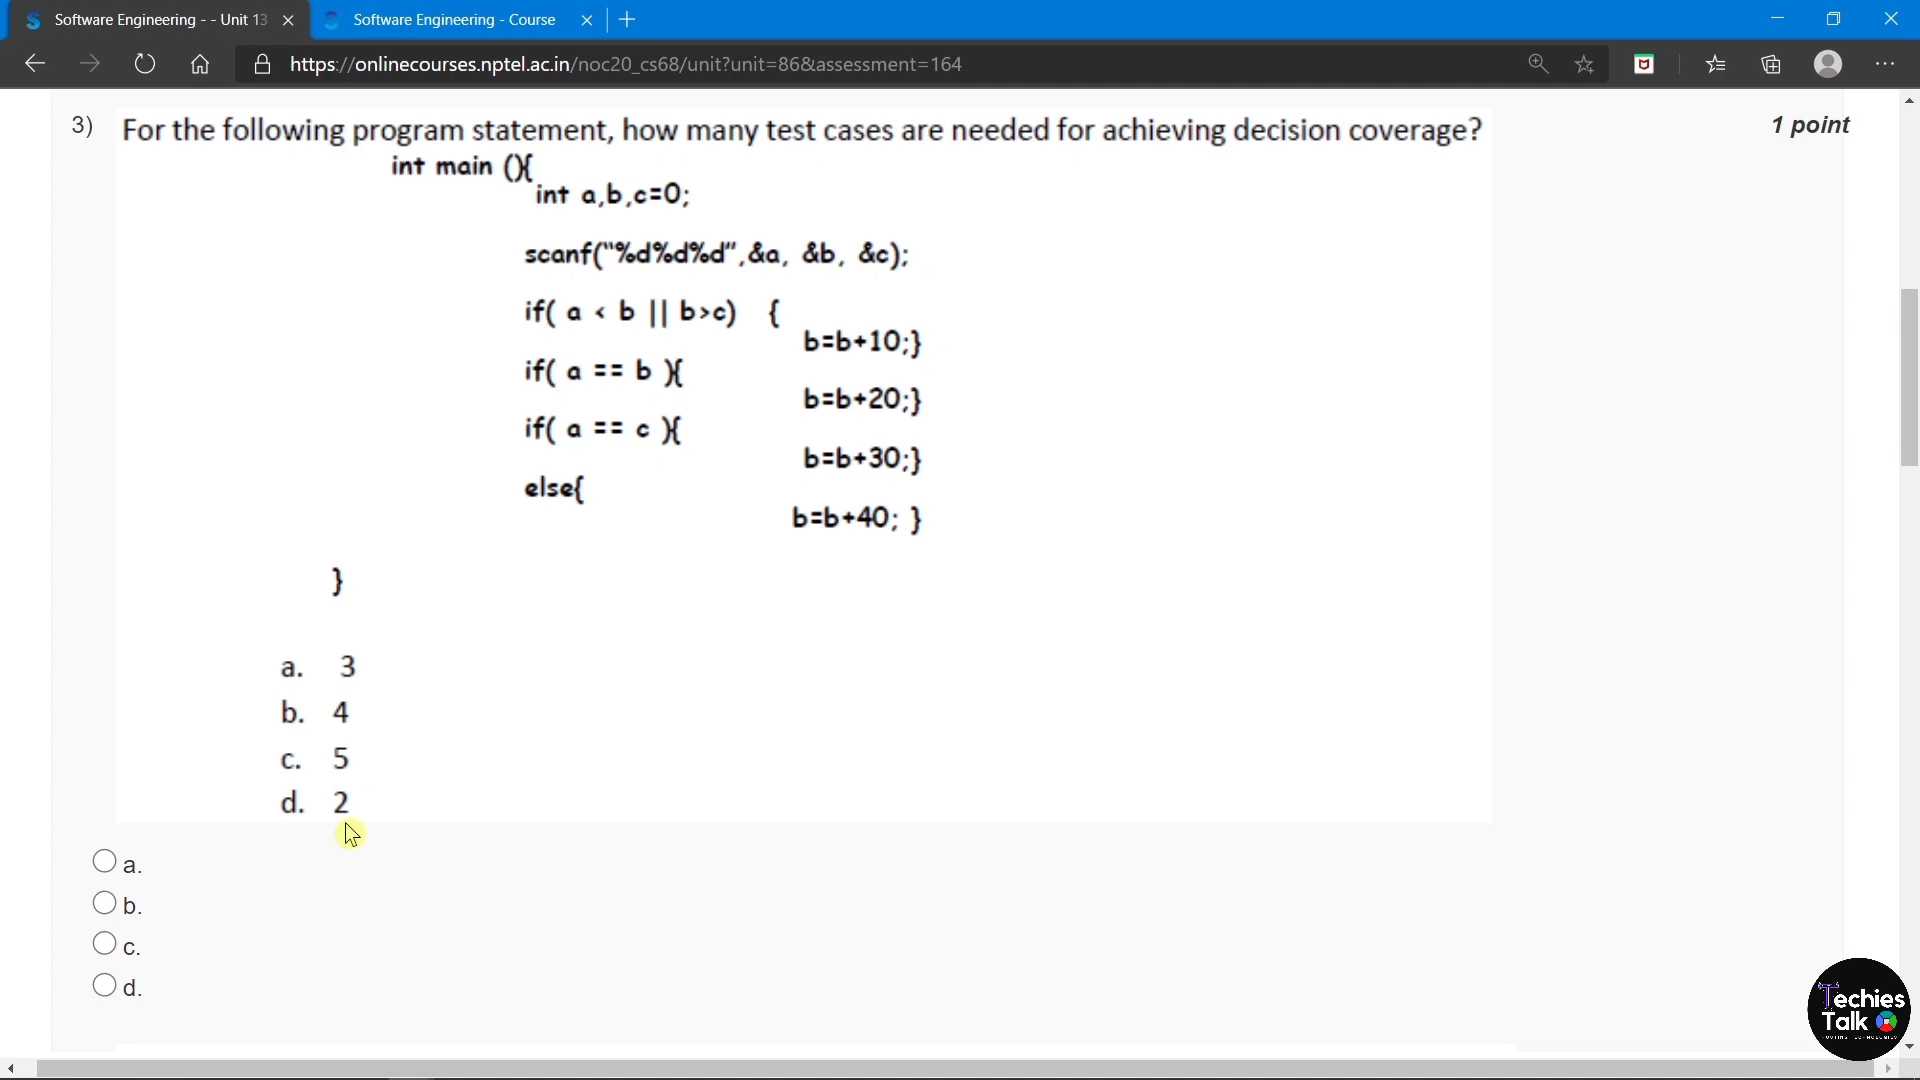 Software Engineering - - Unit 13
Software Engineering - Course
https://onlinecourses.nptel.ac.in/noc20_cs68/unit?unit=86&assessment=164
3) For the following program statement, how many test cases are needed for achieving decision coverage? 1 point
int main (){
int a,b,c=0;
scanf("%d%d%d",&a, &b, &c);
if( a < b || b>c) {
b=b+10;}
if( a == b ){
b=b+20;}
if( a == c ){
b=b+30;}
else{
b=b+40; }
}
a. 3
b. 4
c. 5
d. 2
a.
b.
c.
d.
Techies
Talk